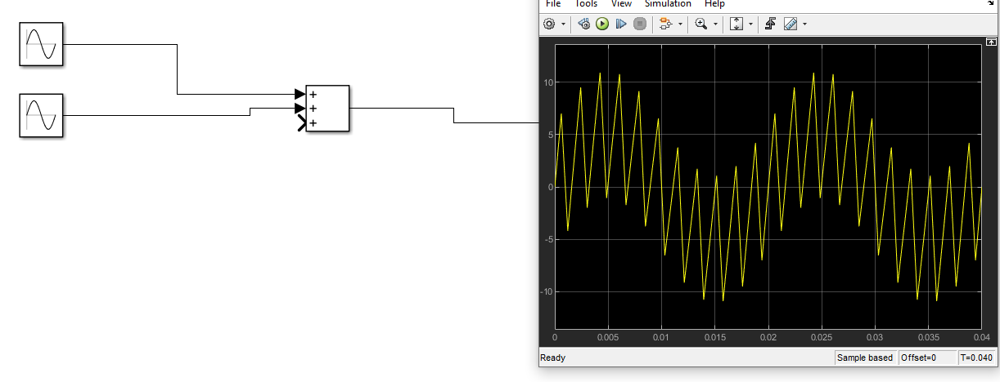 File Tools View Simulation Help
+
+
+
10
5
0
-5
-10
0 0.005 0.01 0.015 0.02 0.025 0.03 0.035 0.04
Ready Sample based Offset=0 T=0.040